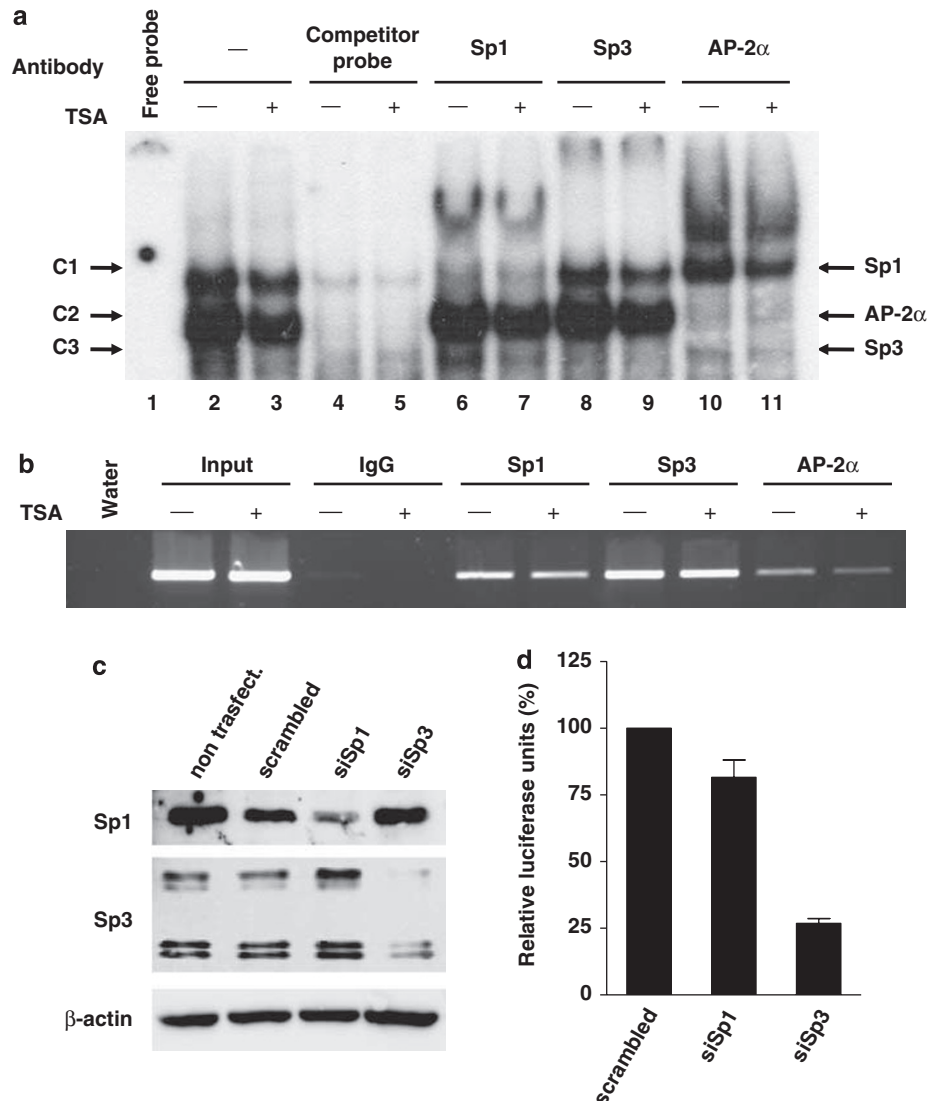 a
Antibody
TSA
Free probe
—
Competitor
probe
Sp1
Sp3
AP-2α
— + — + — + — + — +
C1
C2
C3
Sp1
AP-2α
Sp3
1 2 3 4 5 6 7 8 9 10 11
b
Water
Input IgG Sp1 Sp3 AP-2α
TSA — + — + — + — + — +
c
non trasfect.
scrambled
siSp1
siSp3
Sp1
Sp3
β-actin
d
Relative luciferase units (%)
125
100
75
50
25
0
scrambled
siSp1
siSp3